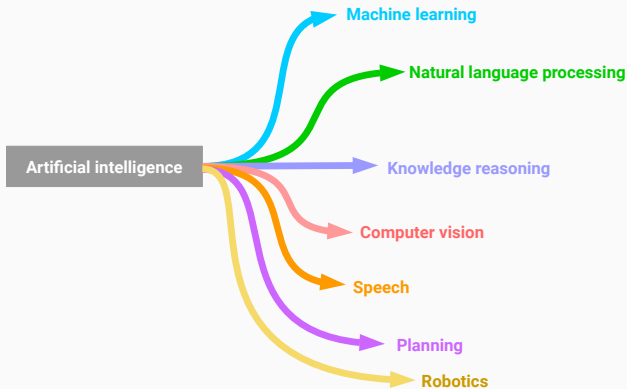 Machine learning
Natural language processing
Artificial intelligence
Knowledge reasoning
Computer vision
Speech
Planning
Robotics